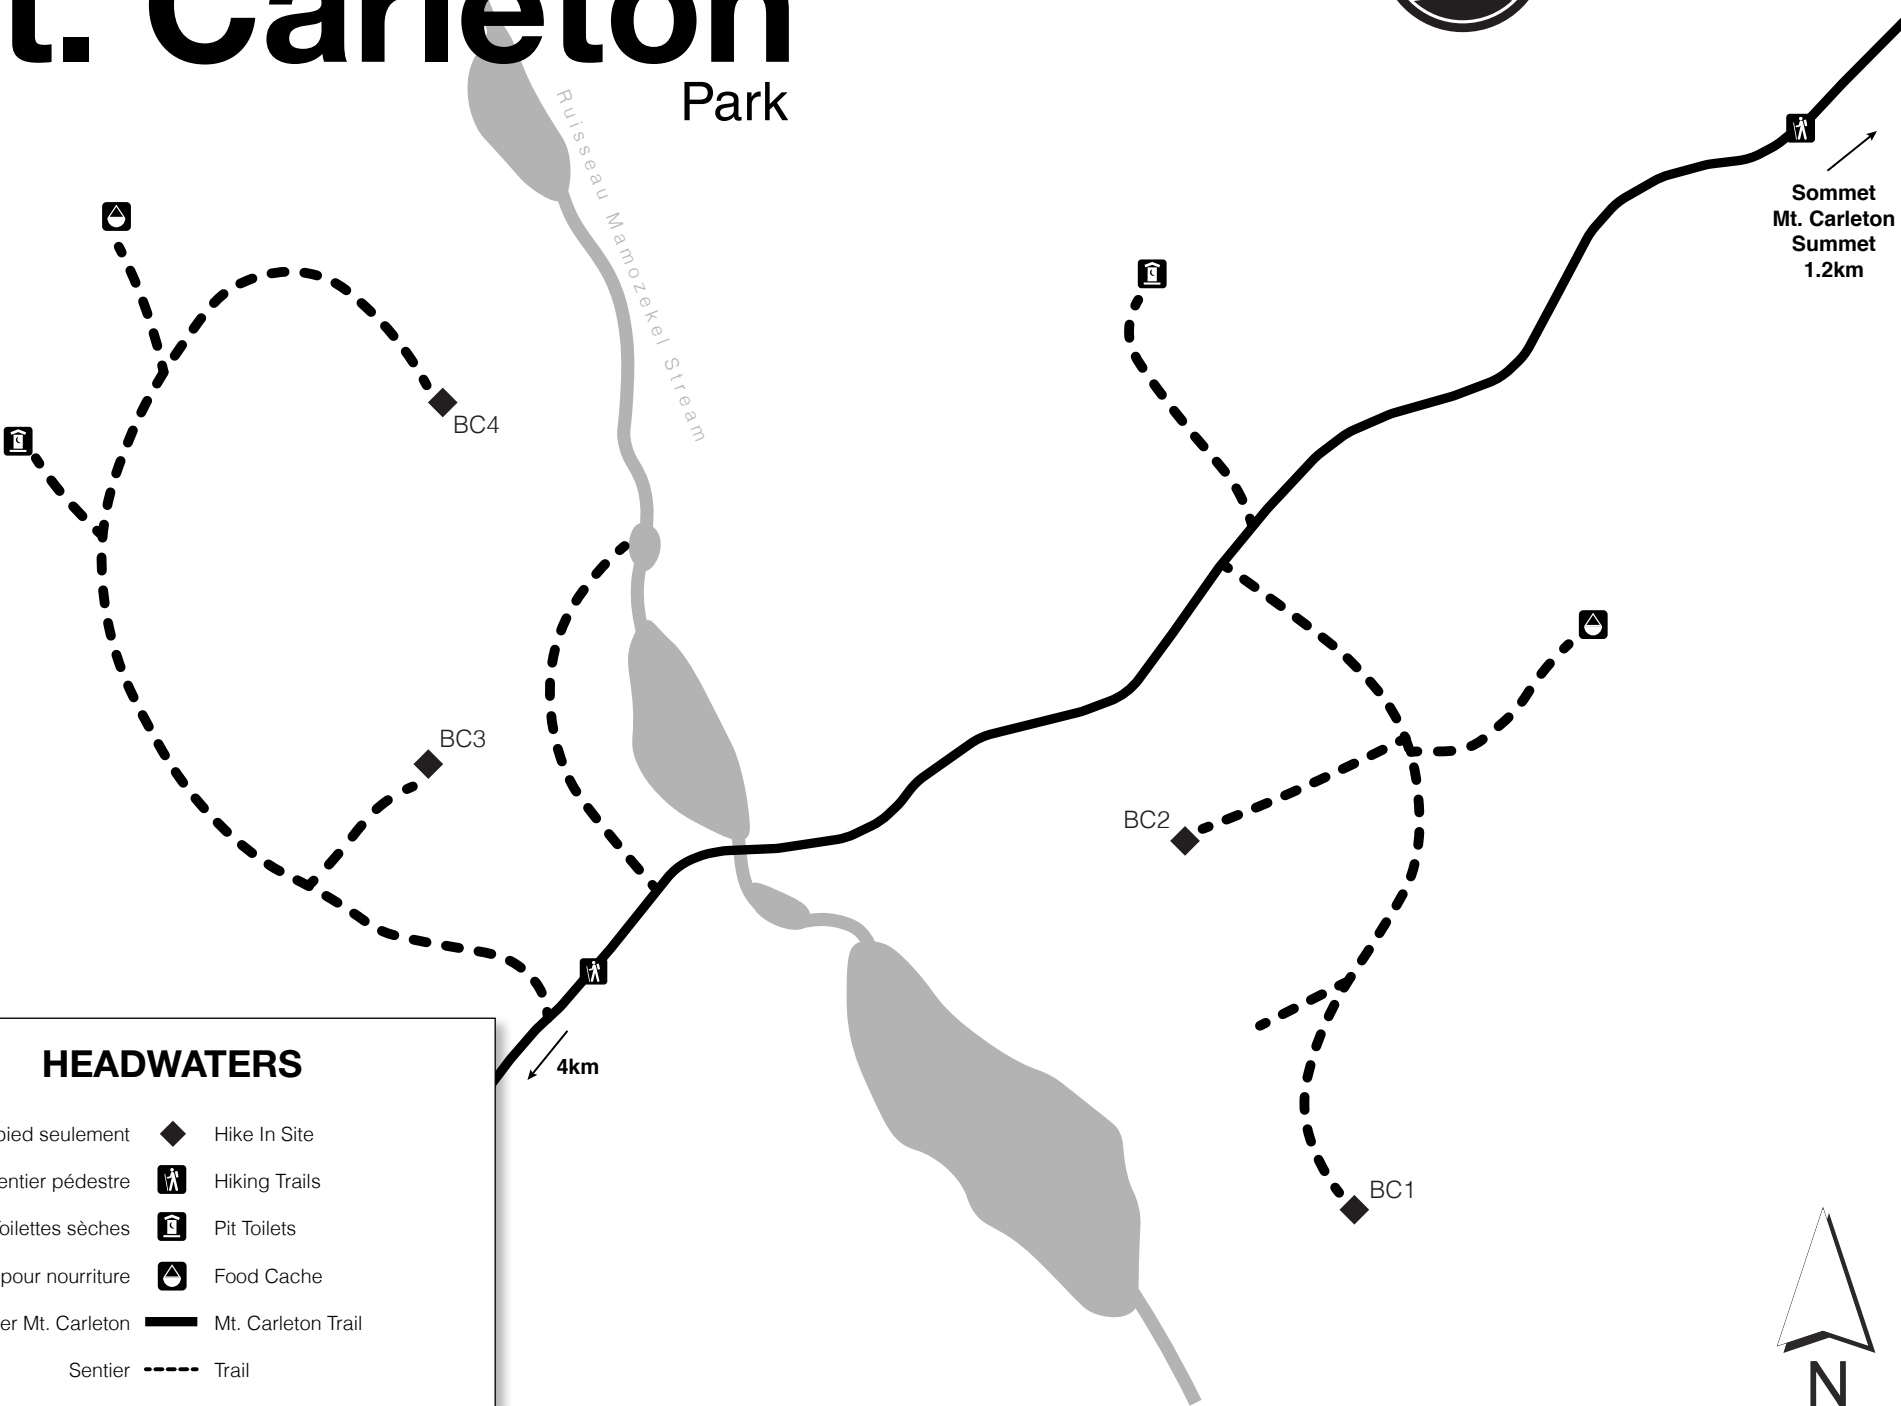 t. Carleton
Park
Ruisseau Mamozekel Stream
Sommet
Mt. Carleton
Summet
1.2km
BC4
BC3
BC2
BC1
4km
HEADWATERS
pied seulement Hike In Site
entier pédestre Hiking Trails
oilettes sèches Pit Toilets
pour nourriture Food Cache
er Mt. Carleton Mt. Carleton Trail
Sentier Trail
N